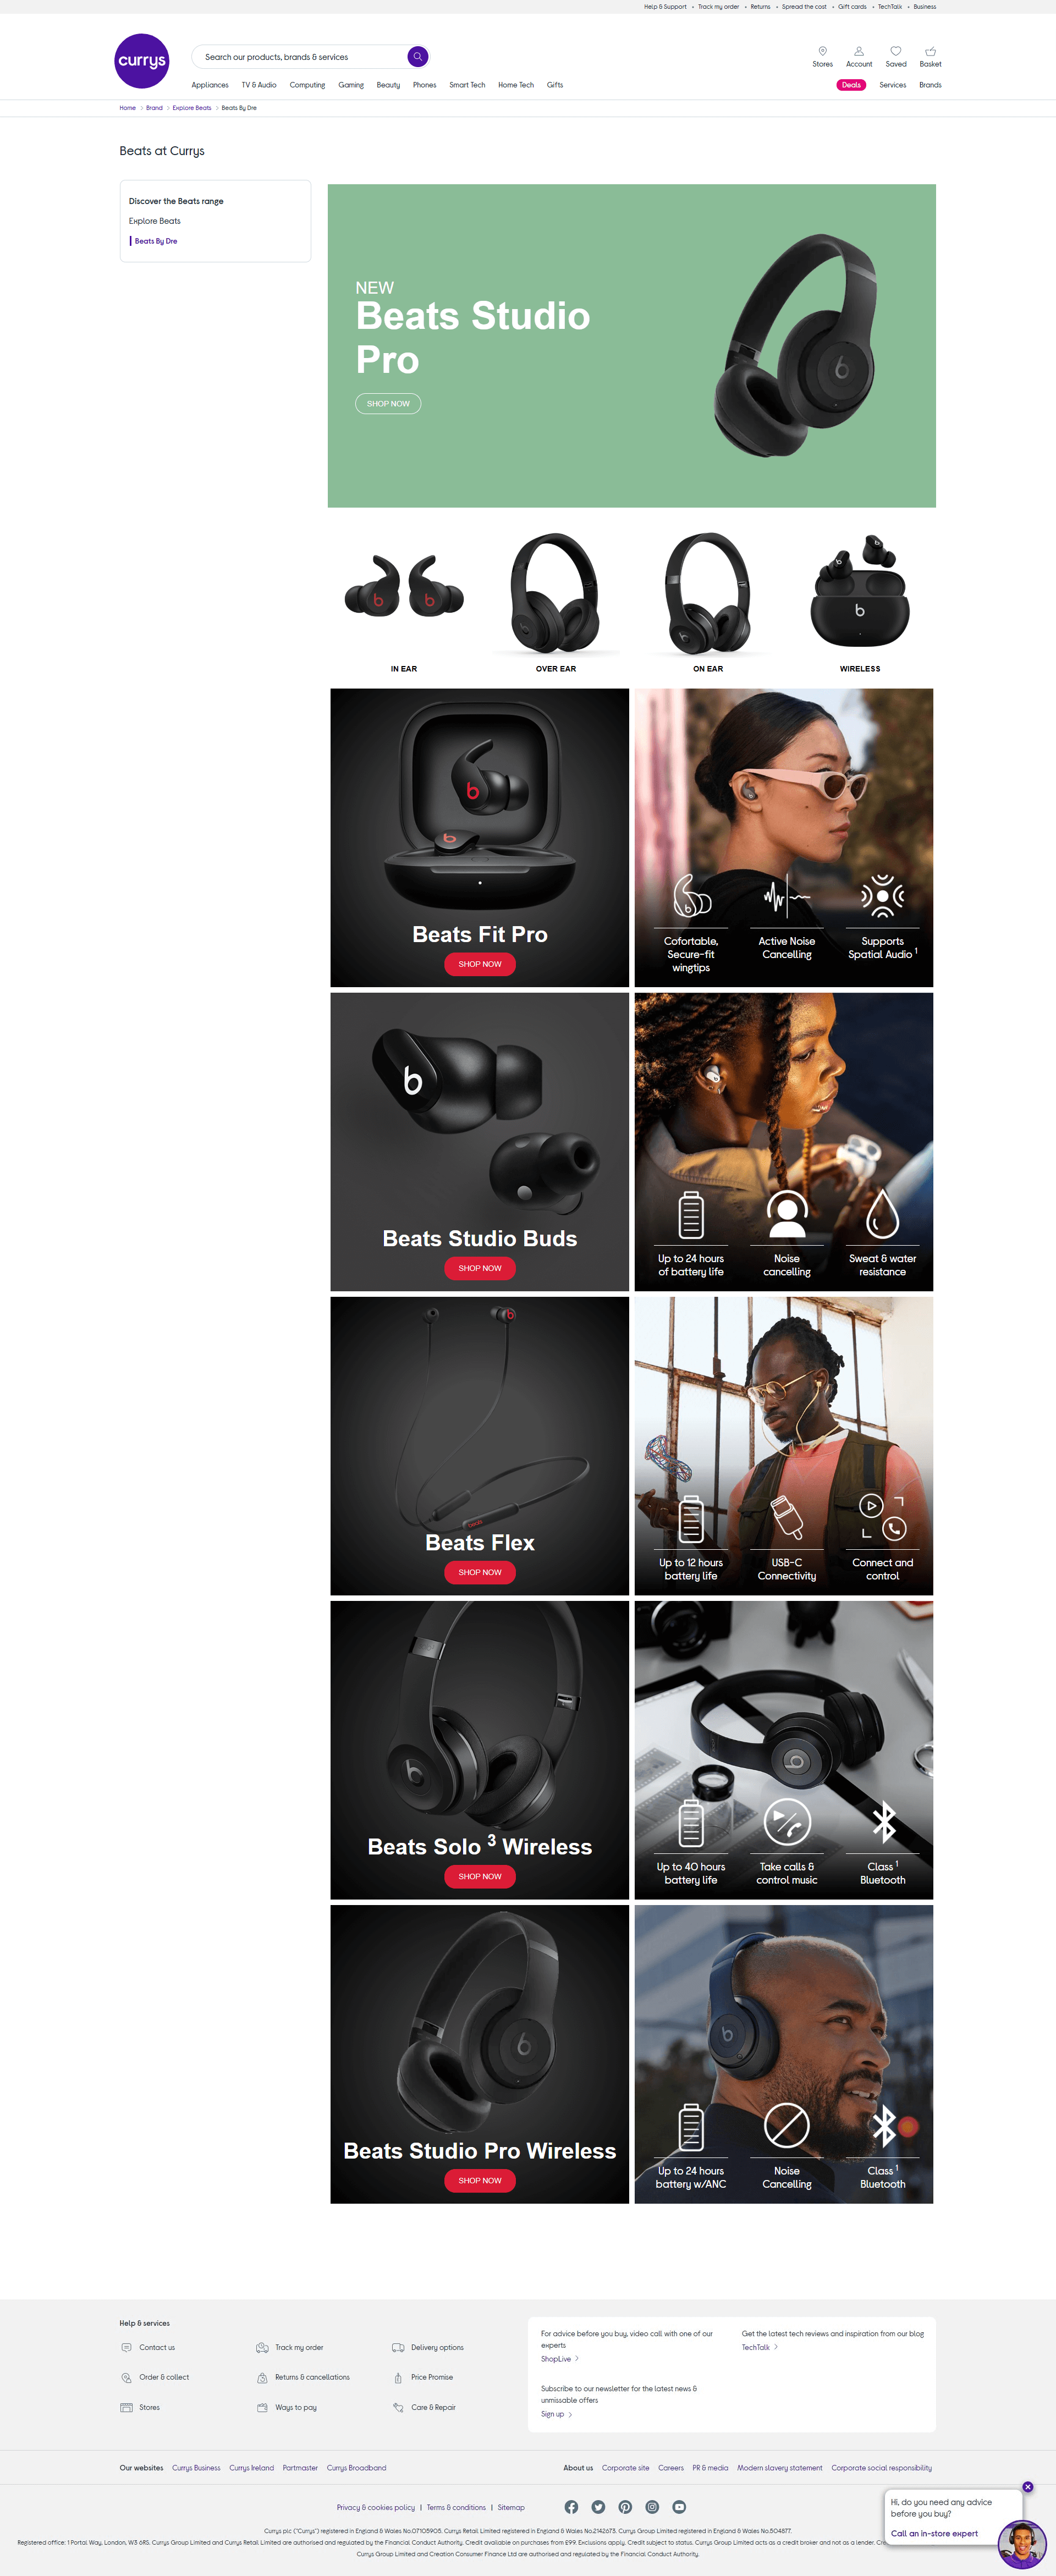 Help & Support • Track my order • Returns • Spread the cost • Gift cards • TechTalk • Business
currys
Search our products, brands & services
Stores Account Saved Basket
Appliances TV & Audio Computing Gaming Beauty Phones Smart Tech Home Tech Gifts Deals Services Brands
Home > Brand > Explore Beats > Beats By Dre
Beats at Currys
Discover the Beats range
Explore Beats
Beats By Dre
NEW
Beats Studio
Pro
SHOP NOW
IN EAR OVER EAR ON EAR WIRELESS
Beats Fit Pro
SHOP NOW
Cofortable,
Secure-fit
wingtips
Active Noise
Cancelling
Supports
Spatial Audio 1
Beats Studio Buds
SHOP NOW
Up to 24 hours
of battery life
Noise
cancelling
Sweat & water
resistance
Beats Flex
SHOP NOW
Up to 12 hours
battery life
USB-C
Connectivity
Connect and
control
Beats Solo 3 Wireless
SHOP NOW
Up to 40 hours
battery life
Take calls &
control music
Class 1
Bluetooth
Beats Studio Pro Wireless
SHOP NOW
Up to 24 hours
battery w/ANC
Noise
Cancelling
Class 1
Bluetooth
Help & services
Contact us Track my order Delivery options
Order & collect Returns & cancellations Price Promise
Stores Ways to pay Care & Repair
For advice before you buy, video call with one of our
experts
ShopLive >
Get the latest tech reviews and inspiration from our blog
TechTalk >
Subscribe to our newsletter for the latest news &
unmissable offers
Sign up >
Our websites Currys Business Currys Ireland Partmaster Currys Broadband
About us Corporate site Careers PR & media Modern slavery statement Corporate social responsibility
Privacy & cookies policy | Terms & conditions | Sitemap
Currys plc ("Currys") registered in England & Wales No.07105905. Currys Retail Limited registered in England & Wales No.2142673. Currys Group Limited registered in England & Wales No.504877.
Registered office: 1 Portal Way, London, W3 6RS. Currys Group Limited and Currys Retail Limited are authorised and regulated by the Financial Conduct Authority. Credit available on purchases from £99. Exclusions apply. Credit subject to status. Currys Group Limited acts as a credit broker and not as a lender.
Currys Group Limited and Creation Consumer Finance Ltd are authorised and regulated by the Financial Conduct Authority.
Hi, do you need any advice
before you buy?
Call an in-store expert